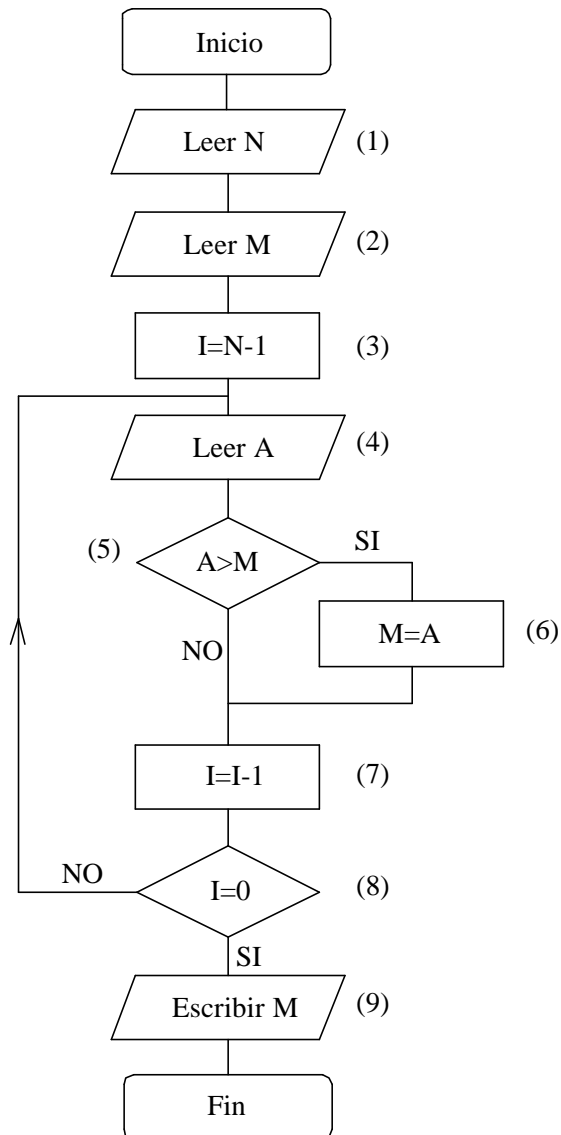 Inicio
Leer N (1)
Leer M (2)
I=N-1 (3)
Leer A (4)
(5) A>M SI
M=A (6)
NO
I=I-1 (7)
NO I=0 (8)
SI
Escribir M (9)
Fin